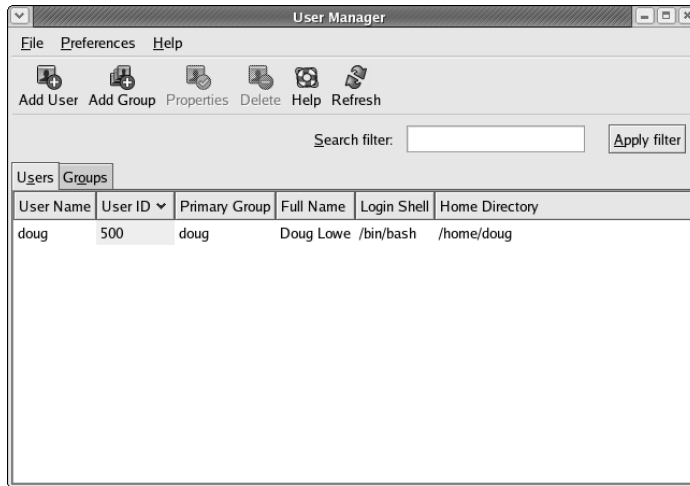 User Manager
File Preferences Help
Add User Add Group Properties Delete Help Refresh
Search filter: Apply filter
Users Groups
User Name User ID Primary Group Full Name Login Shell Home Directory
doug 500 doug Doug Lowe /bin/bash /home/doug